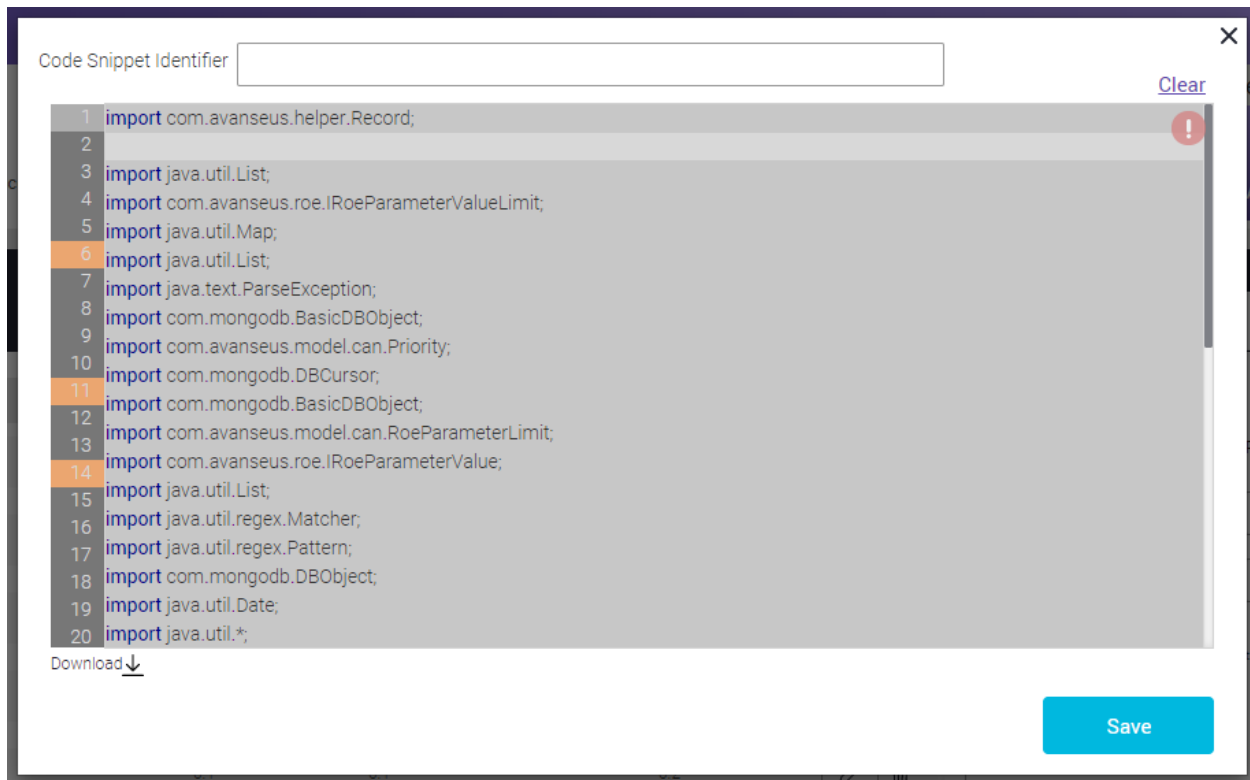 Code Snippet Identifier
Clear
1 import com.avanseus.helper.Record;
2
3 import java.util.List;
4 import com.avanseus.roe.IRoeParameterValueLimit;
5 import java.util.Map;
6 import java.util.List;
7 import java.text.ParseException;
8 import com.mongodb.BasicDBObject;
9 import com.avanseus.model.can.Priority;
10 import com.mongodb.DBCursor;
11 import com.mongodb.BasicDBObject;
12 import com.avanseus.model.can.RoeParameterLimit;
13 import com.avanseus.roe.IRoeParameterValue;
14 import java.util.List;
15 import java.util.regex.Matcher;
16 import java.util.regex.Pattern;
17 import com.mongodb.DBObject;
18 import java.util.Date;
19 import java.util.*;
20
Download
Save